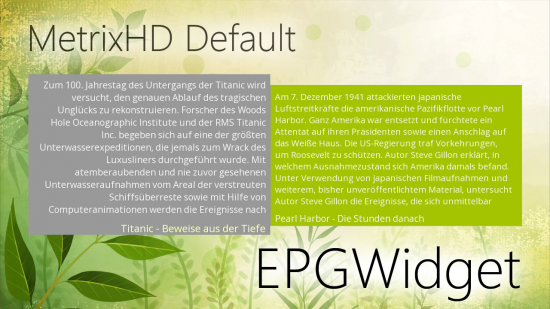 MetrixHD Default
Zum 100. Jahrestag des Untergangs der Titanic wird
versucht, den genauen Ablauf des tragischen
Unglücks zu rekonstruieren. Forscher des Woods
Hole Oceanographic Institute und der RMS Titanic
Inc. begeben sich auf eine der größten
Unterwasserexpeditionen, die jemals zum Wrack des
Luxusliners durchgeführt wurde. Mit
atemberaubenden und nie zuvor gesehenen
Unterwasseraufnahmen vom Areal der verstreuten
Schiffsüberreste sowie mit Hilfe von
Computeranimationen werden die Ereignisse nach
Titanic - Beweise aus der Tiefe
Am 7. Dezember 1941 attackierten japanische
Luftstreitkräfte die amerikanische Pazifikflotte vor Pearl
Harbor. Ganz Amerika war entsetzt und fürchtete ein
Attentat auf ihren Präsidenten sowie einen Anschlag auf
das Weiße Haus. Die US-Regierung traf Vorkehrungen,
um Roosevelt zu schützen. Autor Steve Gillon erklärt, in
welchem Ausnahmezustand sich Amerika damals befand.
Unter Verwendung von japanischen Filmaufnahmen und
weiterem, bisher unveröffentlichtem Material, untersucht
Autor Steve Gillon die Ereignisse, die sich unmittelbar
Pearl Harbor - Die Stunden danach
EPGWidget